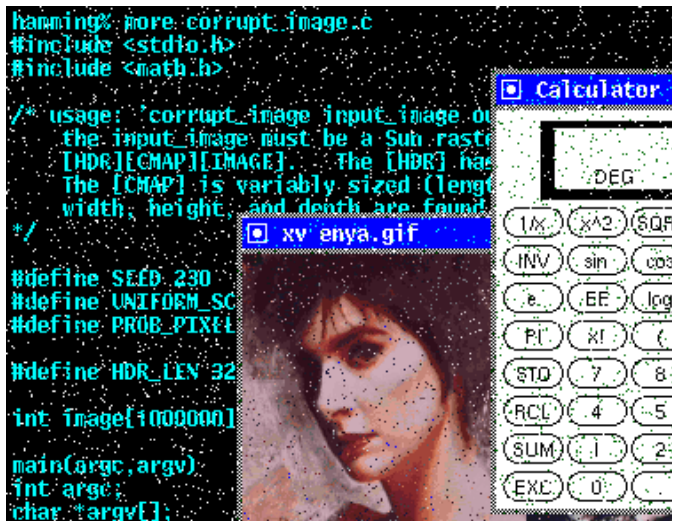 hamming% more corrupt_image.c
#include <stdio.h>
#include <math.h>
/* usage: 'corrupt_image input_image ou
the input_image must be a Sun raste
[HDR][CMAP][IMAGE]. The [HDR] has
The [CMAP] is variably sized (lengt
width, height, and depth are found
*/
#define SEED 230
#define UNIFORM_SC
#define PROB_PIXEL
#define HDR_LEN 32
int image[1000000]
main(argc,argv)
int argc;
char *argv[];
xv enya.gif
Calculator
DEG
1/x x^2 SQR
INV sin cos
e EE log
PI x! (
STO 7 8
RCL 4 5
SUM 1 2
EXC 0 .